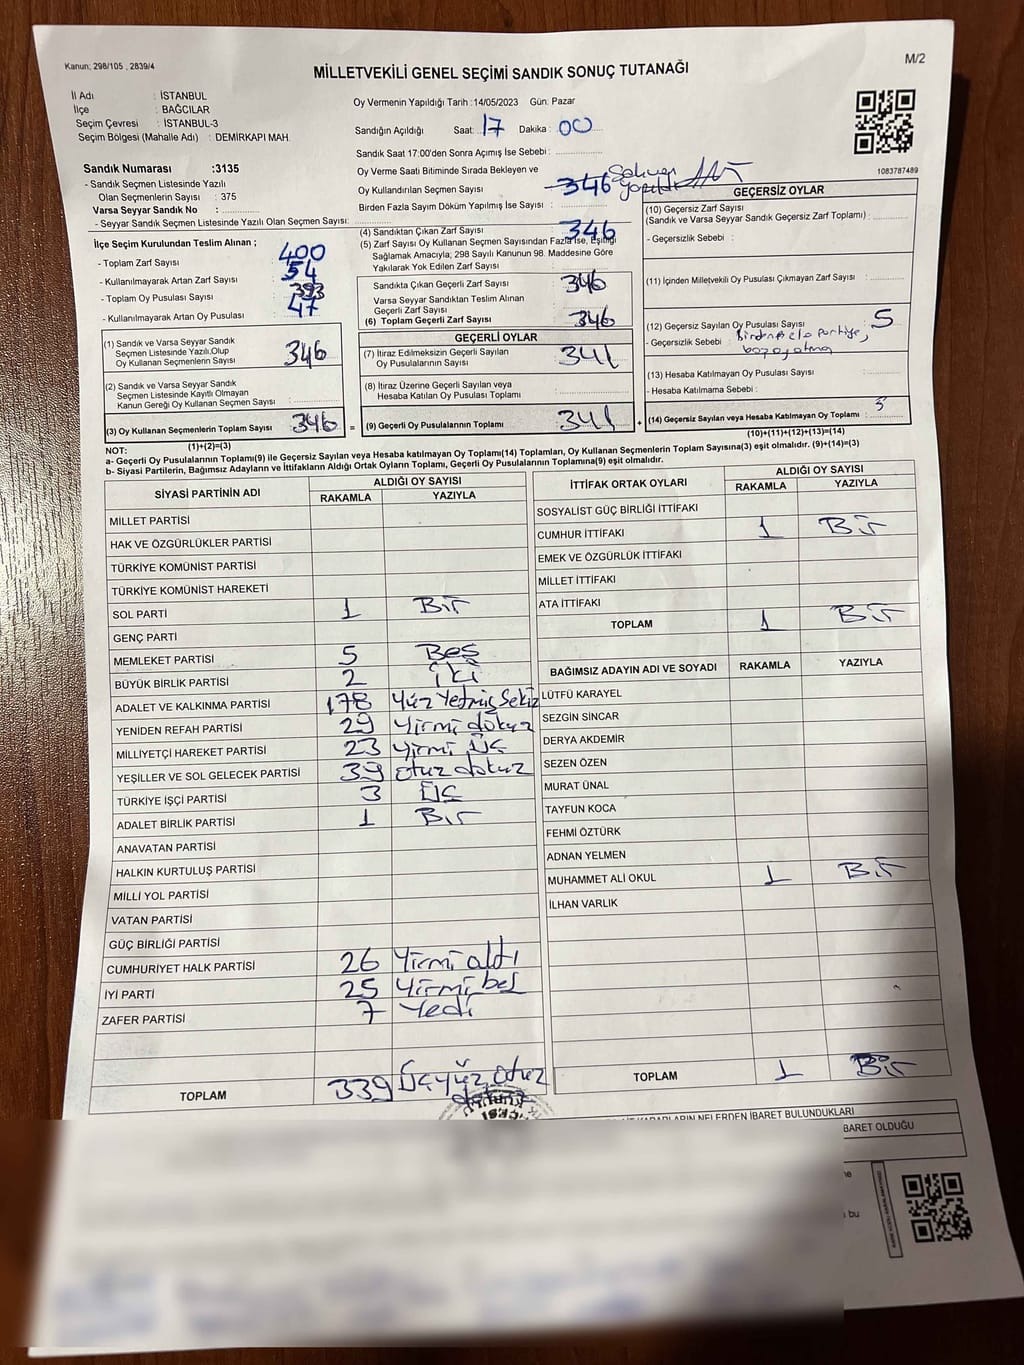 Kanun: 298/105 , 2839/4
M/2
MİLLETVEKİLİ GENEL SEÇİMİ SANDIK SONUÇ TUTANAĞI
İl Adı : İSTANBUL
İlçe : BAĞCILAR
Seçim Çevresi : İSTANBUL-3
Seçim Bölgesi (Mahalle Adı) : DEMİRKAPI MAH.
Oy Vermenin Yapıldığı Tarih :14/05/2023 Gün: Pazar
Sandığın Açıldığı Saat: 17 Dakika : 00
Sandık Saat 17:00'den Sonra Açımış İse Sebebi :
Oy Verme Saati Bitiminde Sırada Bekleyen ve
Oy Kullandırılan Seçmen Sayısı 346
Birden Fazla Sayım Döküm Yapılmış İse Sayısı :
1083787489
Sandık Numarası :3135
- Sandık Seçmen Listesinde Yazılı
Olan Seçmenlerin Sayısı : 375
Varsa Seyyar Sandık No :
- Seyyar Sandık Seçmen Listesinde Yazılı Olan Seçmen Sayısı:
İlçe Seçim Kurulundan Teslim Alınan ;
- Toplam Zarf Sayısı 400
- Kullanılmayarak Artan Zarf Sayısı 54
- Toplam Oy Pusulası Sayısı 393
- Kullanılmayarak Artan Oy Pusulası 47
(1) Sandık ve Varsa Seyyar Sandık
Seçmen Listesinde Yazılı Olup
Oy Kullanan Seçmenlerin Sayısı 346
(2) Sandık ve Varsa Seyyar Sandık
Seçmen Listesinde Kayıtlı Olmayan
Kanun Gereği Oy Kullanan Seçmen Sayısı :
(3) Oy Kullanan Seçmenlerin Toplam Sayısı 346 =
(1)+(2)=(3)
(4) Sandıktan Çıkan Zarf Sayısı 346
(5) Zarf Sayısı Oy Kullanan Seçmen Sayısından Fazla İse, Eşitliği
Sağlamak Amacıyla; 298 Sayılı Kanunun 98. Maddesine Göre
Yakılarak Yok Edilen Zarf Sayısı :
Sandıkta Çıkan Geçerli Zarf Sayısı 346
Varsa Seyyar Sandıktan Teslim Alınan
Geçerli Zarf Sayısı
(6) Toplam Geçerli Zarf Sayısı : 346
GEÇERLİ OYLAR
(7) İtiraz Edilmeksizin Geçerli Sayılan
Oy Pusulalarının Sayısı 341
(8) İtiraz Üzerine Geçerli Sayılan veya
Hesaba Katılan Oy Pusulası Toplamı
(9) Geçerli Oy Pusulalarının Toplamı 341 +
GEÇERSİZ OYLAR
(10) Geçersiz Zarf Sayısı
(Sandık ve Varsa Seyyar Sandık Geçersiz Zarf Toplamı) :
- Geçersizlik Sebebi :
(11) İçinden Milletvekili Oy Pusulası Çıkmayan Zarf Sayısı
(12) Geçersiz Sayılan Oy Pusulası Sayısı 5
- Geçersizlik Sebebi : Birden fazla partiye,
(13) Hesaba Katılmayan Oy Pusulası Sayısı
- Hesaba Katılmama Sebebi :
(14) Geçersiz Sayılan veya Hesaba Katılmayan Oy Toplamı 5
(10)+(11)+(12)+(13)=(14)
NOT:
a- Geçerli Oy Pusulalarının Toplamı(9) ile Geçersiz Sayılan veya Hesaba katılmayan Oy Toplamı(14) Toplamları, Oy Kullanan Seçmenlerin Toplam Sayısına(3) eşit olmalıdır. (9)+(14)=(3)
b- Siyasi Partilerin, Bağımsız Adayların ve İttifakların Aldığı Ortak Oyların Toplamı, Geçerli Oy Pusulalarının Toplamına(9) eşit olmalıdır.
SİYASİ PARTİNİN ADI ALDIĞI OY SAYISI
RAKAMLA YAZIYLA
MİLLET PARTİSİ
HAK VE ÖZGÜRLÜKLER PARTİSİ
TÜRKİYE KOMÜNİST PARTİSİ
TÜRKİYE KOMÜNİST HAREKETİ
SOL PARTİ 1 Bir
GENÇ PARTİ
MEMLEKET PARTİSİ 5 Beş
BÜYÜK BİRLİK PARTİSİ 2 iki
ADALET VE KALKINMA PARTİSİ 178 Yüz Yetmiş Sekiz
YENİDEN REFAH PARTİSİ 29 Yirmi dokuz
MİLLİYETÇİ HAREKET PARTİSİ 23 Yirmi Üç
YEŞİLLER VE SOL GELECEK PARTİSİ 39 otuz dokuz
TÜRKİYE İŞÇİ PARTİSİ 3 Üç
ADALET BİRLİK PARTİSİ 1 Bir
ANAVATAN PARTİSİ
HALKIN KURTULUŞ PARTİSİ
MİLLİ YOL PARTİSİ
VATAN PARTİSİ
GÜÇ BİRLİĞİ PARTİSİ
CUMHURİYET HALK PARTİSİ 26 Yirmi altı
İYİ PARTİ 25 Yirmi beş
ZAFER PARTİSİ 7 Yedi
TOPLAM 339 Üçyüz otuz dokuz
İTTİFAK ORTAK OYLARI ALDIĞI OY SAYISI
RAKAMLA YAZIYLA
SOSYALİST GÜÇ BİRLİĞİ İTTİFAKI
CUMHUR İTTİFAKI 1 Bir
EMEK VE ÖZGÜRLÜK İTTİFAKI
MİLLET İTTİFAKI
ATA İTTİFAKI
TOPLAM 1 Bir
BAĞIMSIZ ADAYIN ADI VE SOYADI RAKAMLA YAZIYLA
LÜTFÜ KARAYEL
SEZGİN SİNCAR
DERYA AKDEMİR
SEZEN ÖZEN
MURAT ÜNAL
TAYFUN KOCA
FEHMİ ÖZTÜRK
ADNAN YELMEN
MUHAMMET ALİ OKUL 1 Bir
İLHAN VARLIK
TOPLAM 1 Bir
KARARLARIN NELERDEN İBARET BULUNDUKLARI
BARET OLDUĞU
bu